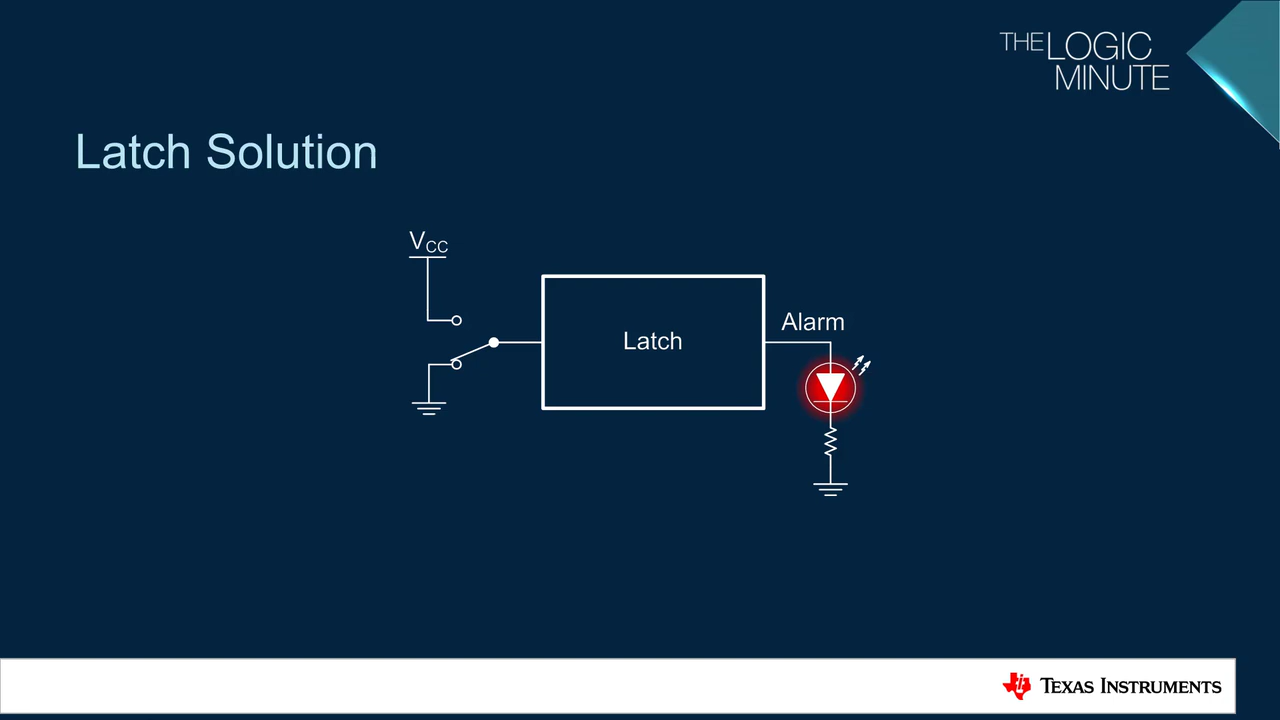 THE LOGIC
MINUTE
Latch Solution
VCC
Latch
Alarm
TEXAS INSTRUMENTS